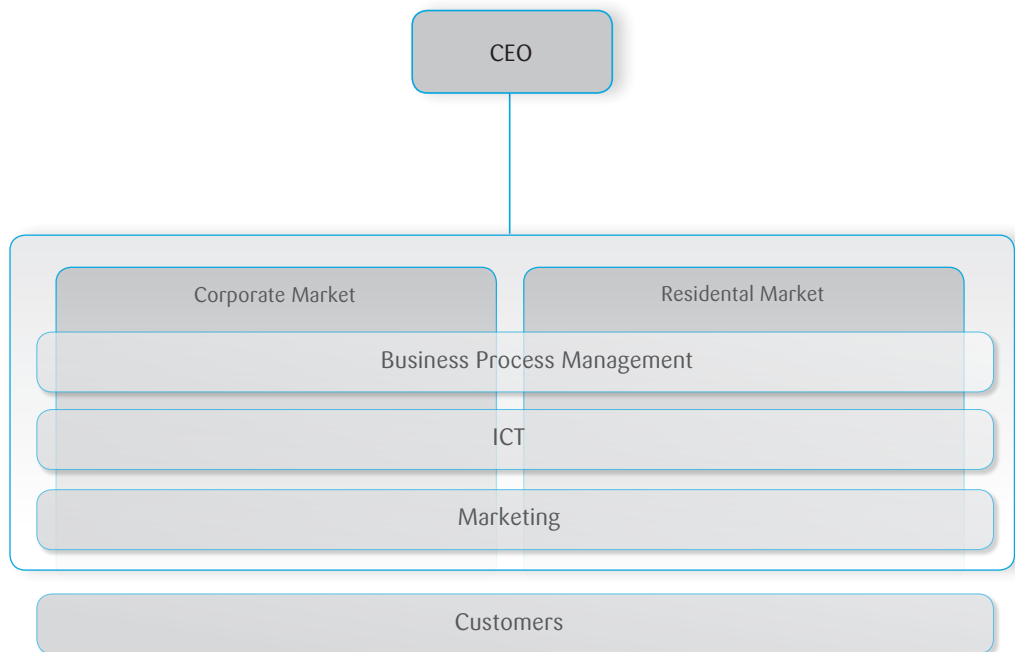 CEO
Corporate Market
Residental Market
Business Process Management
ICT
Marketing
Customers